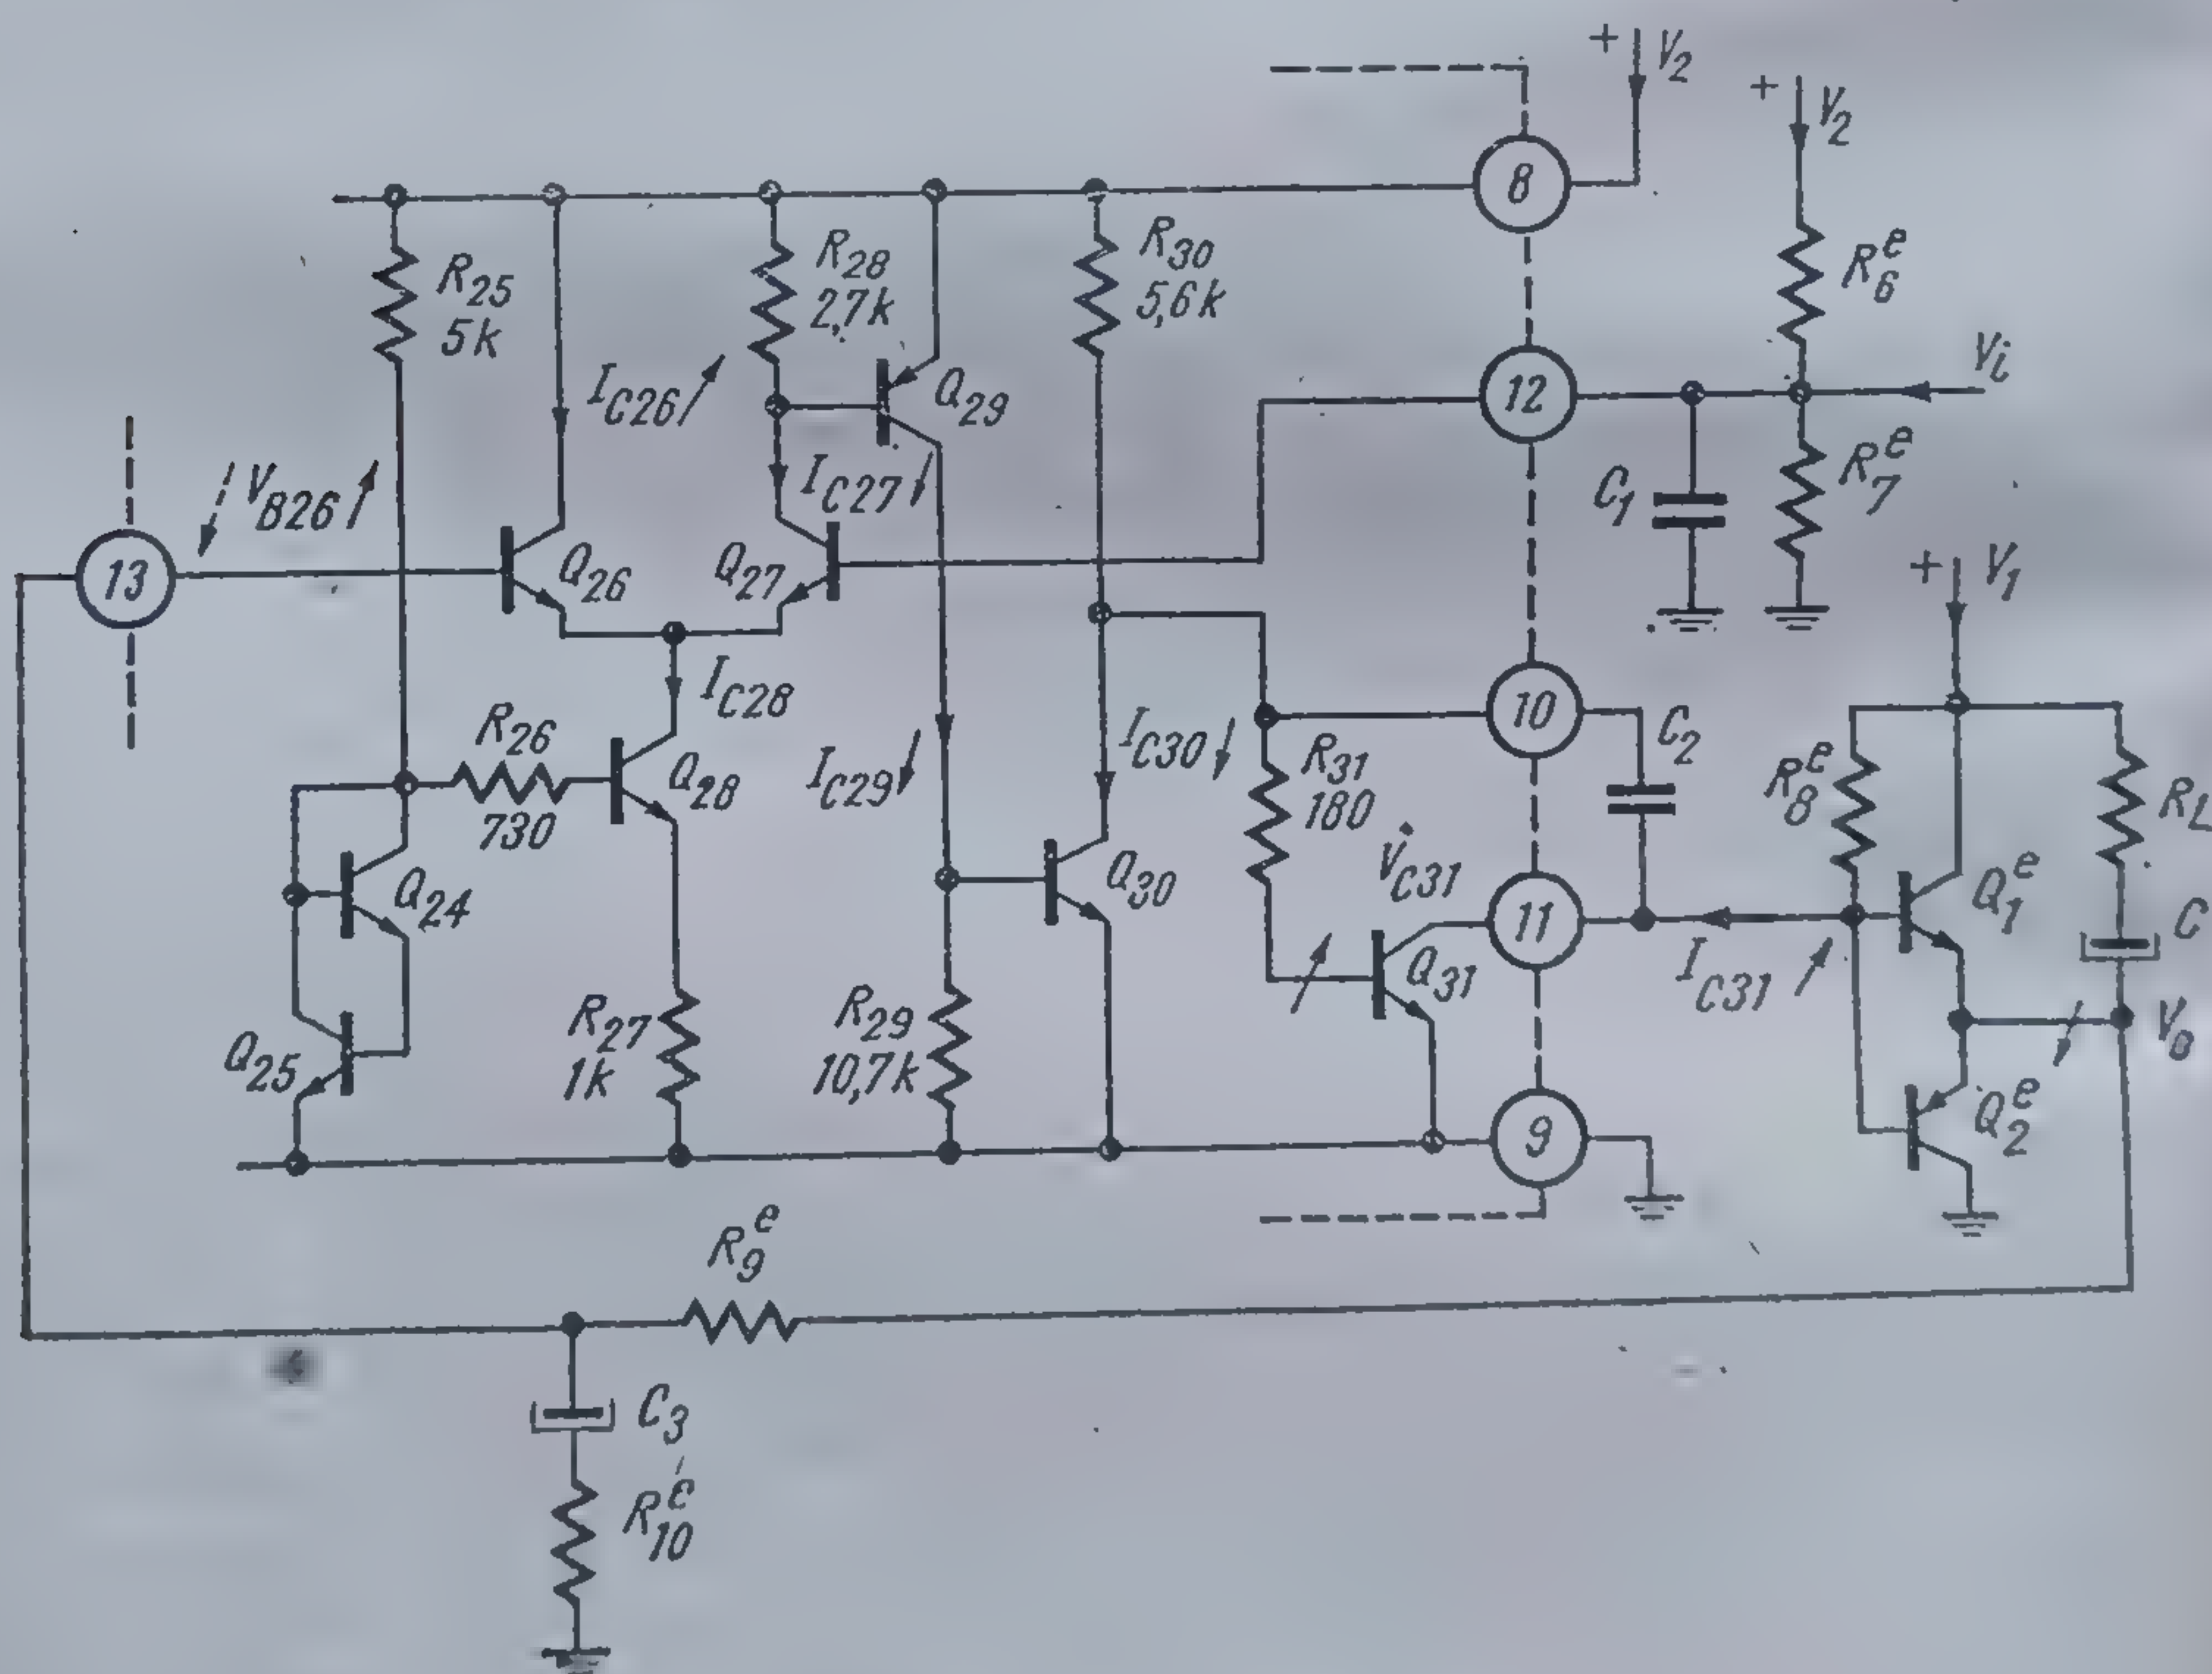 + V2
+ V2
8
R25
5k
R28
2,7k
R30
5,6k
R6e
IC26
Q29
12
Vi
VB26
IC27
C1
R7e
13
Q26
Q27
+ V1
IC28
R26
730
Q28
IC29
IC30
R31
180
10
C2
R8e
RL
Q24
Q30
VC31
11
Q1e
C
Q31
IC31
Q25
R27
1k
R29
10,7k
9
Q2e
V0
R9e
C3
R10e